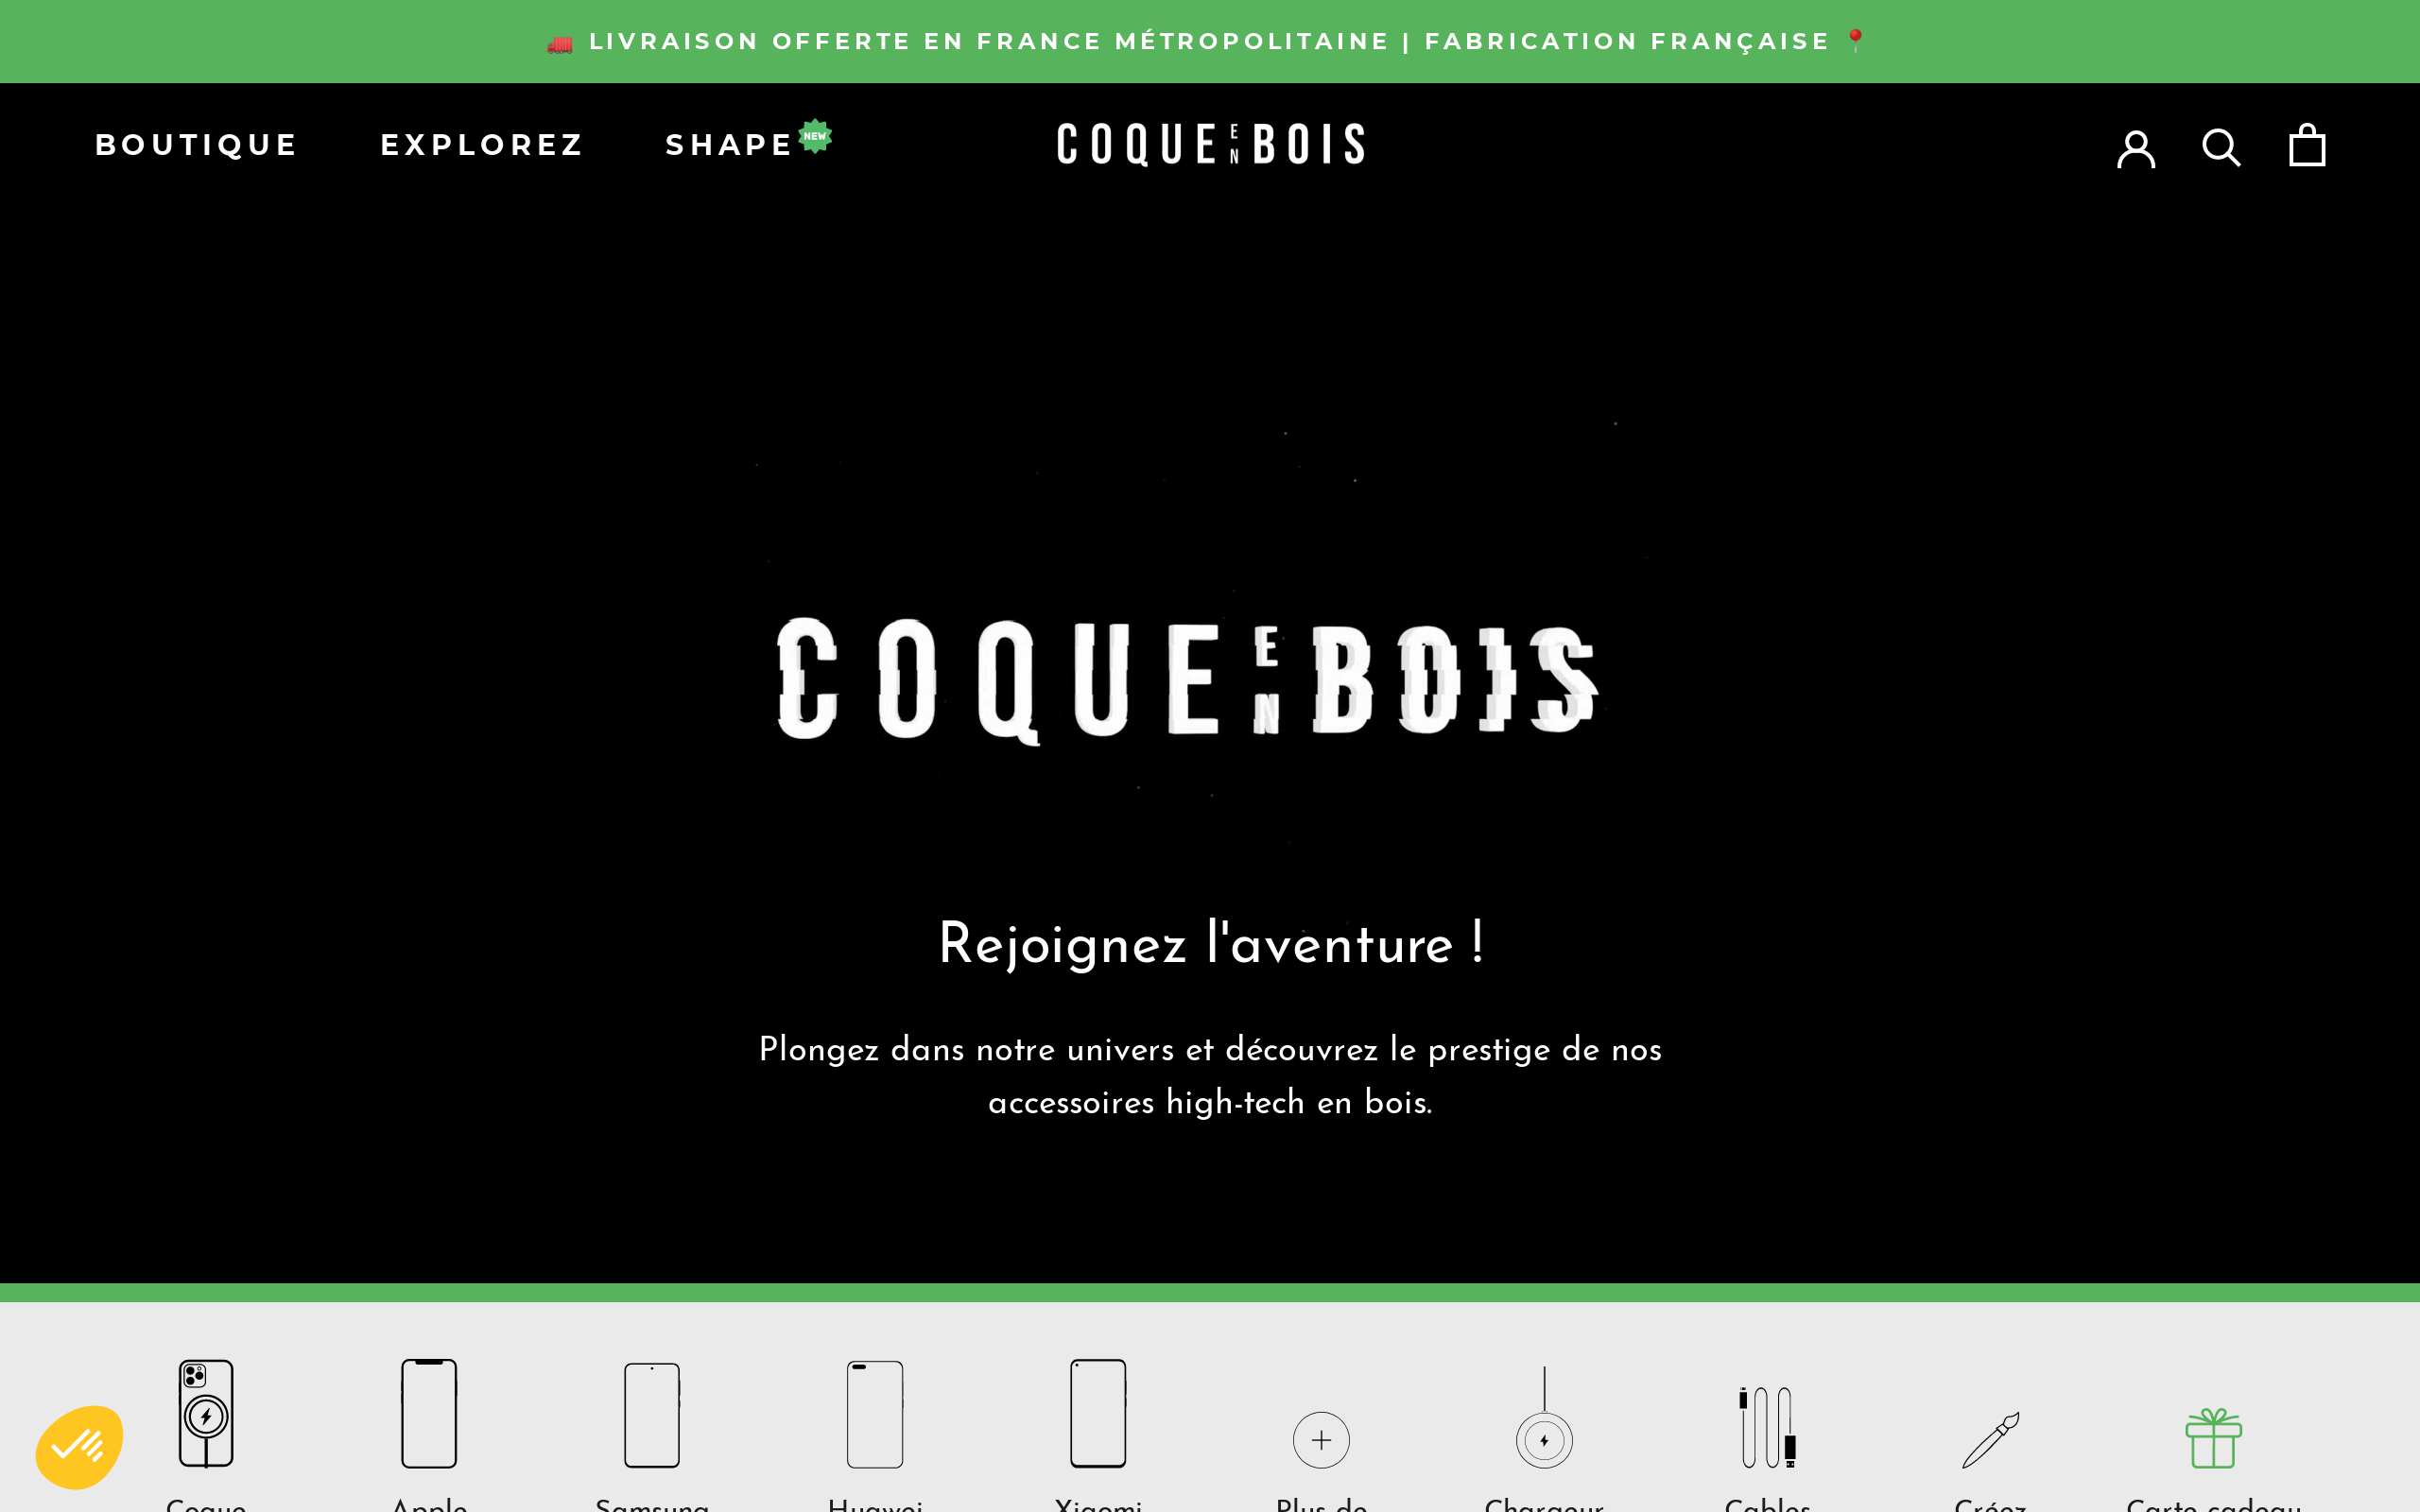 🚚 LIVRAISON OFFERTE EN FRANCE MÉTROPOLITAINE | FABRICATION FRANÇAISE 📍
BOUTIQUE EXPLOREZ SHAPE NEW COQUE EN BOIS
COQUE EN BOIS
Rejoignez l'aventure !
Plongez dans notre univers et découvrez le prestige de nos
accessoires high-tech en bois.
Coque Apple Samsung Huawei Xiaomi Plus de Chargeur Cables Créez Carte cadeau